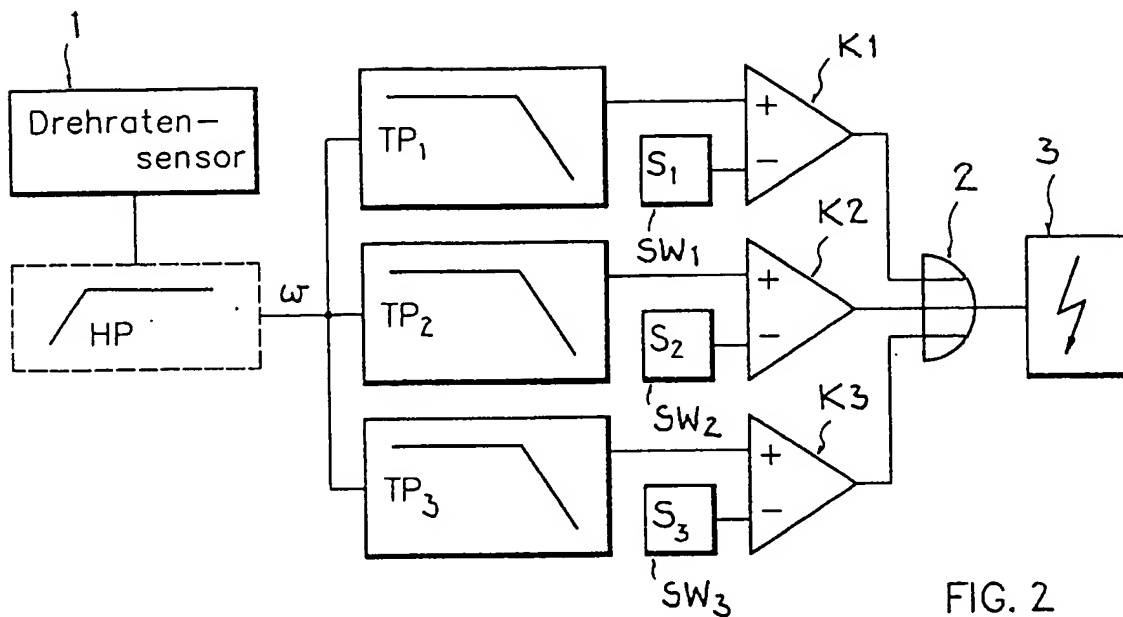 1
Drehraten-
sensor
HP
ω
TP1
TP2
TP3
S1
SW1
S2
SW2
S3
SW3
+
−
K1
+
−
K2
+
−
K3
2
3
FIG. 2